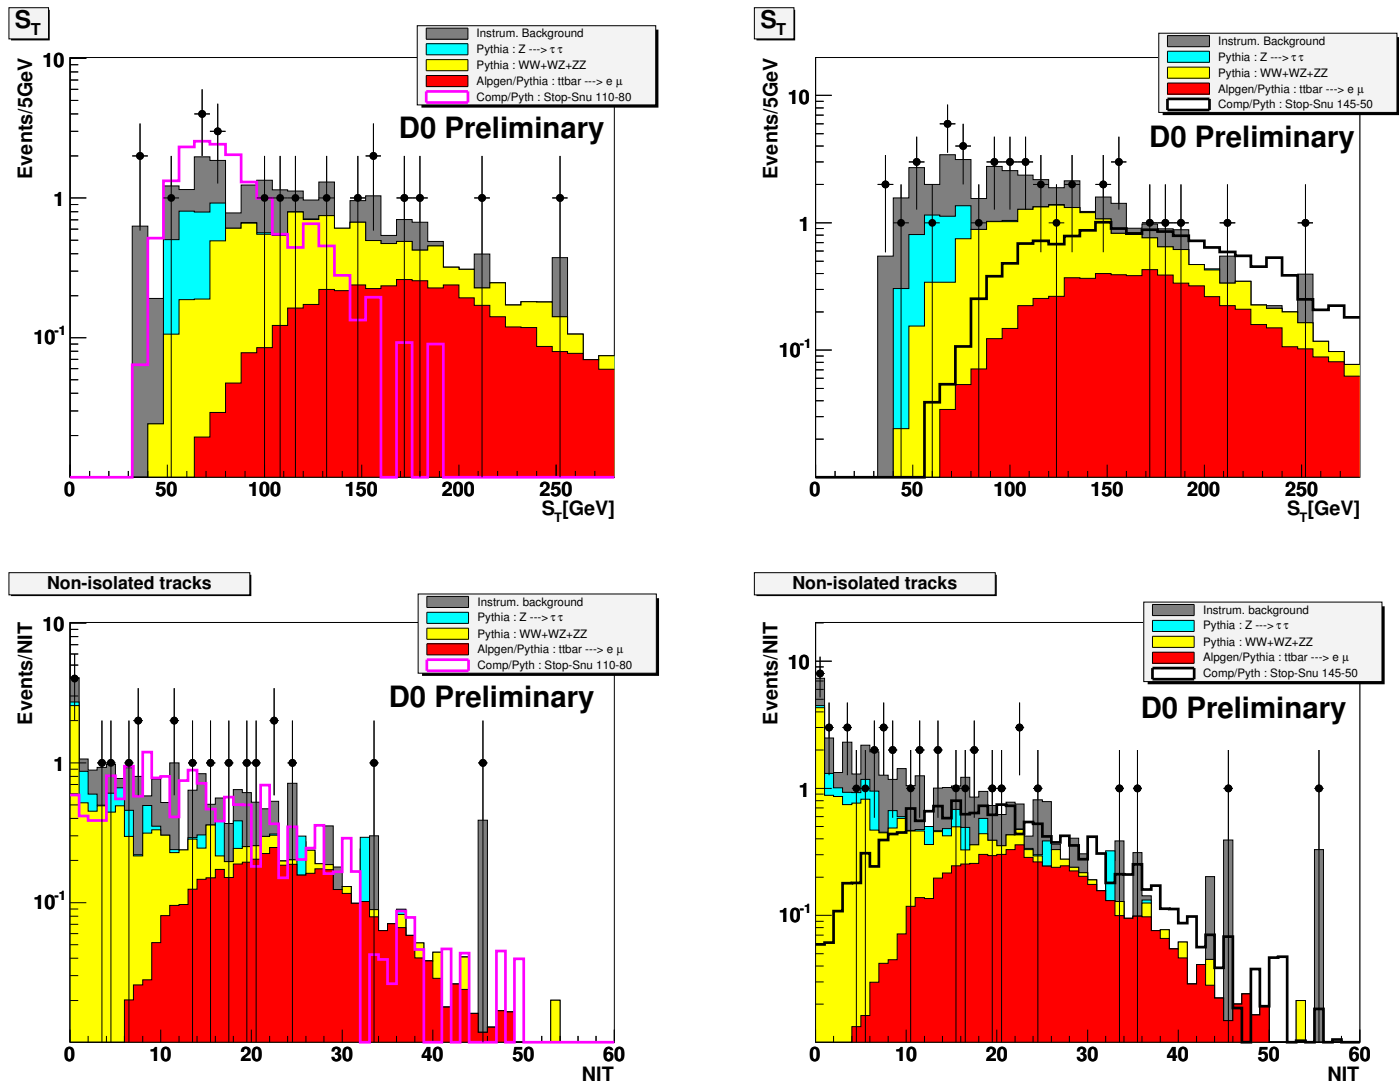 S_T
Instrum. Background
Pythia : Z ---> τ τ
Pythia : WW+WZ+ZZ
Alpgen/Pythia : ttbar ---> e μ
Comp/Pyth : Stop-Snu 110-80
D0 Preliminary
Events/5GeV
10
1
10^-1
0 50 100 150 200 250
S_T[GeV]
S_T
Instrum. Background
Pythia : Z ---> τ τ
Pythia : WW+WZ+ZZ
Alpgen/Pythia : ttbar ---> e μ
Comp/Pyth : Stop-Snu 145-50
D0 Preliminary
Events/5GeV
10
1
10^-1
0 50 100 150 200 250
S_T[GeV]
Non-isolated tracks
Instrum. background
Pythia : Z ---> τ τ
Pythia : WW+WZ+ZZ
Alpgen/Pythia : ttbar ---> e μ
Comp/Pyth : Stop-Snu 110-80
D0 Preliminary
Events/NIT
10
1
10^-1
0 10 20 30 40 50 60
NIT
Non-isolated tracks
Instrum. background
Pythia : Z ---> τ τ
Pythia : WW+WZ+ZZ
Alpgen/Pythia : ttbar ---> e μ
Comp/Pyth : Stop-Snu 145-50
D0 Preliminary
Events/NIT
10
1
10^-1
0 10 20 30 40 50 60
NIT